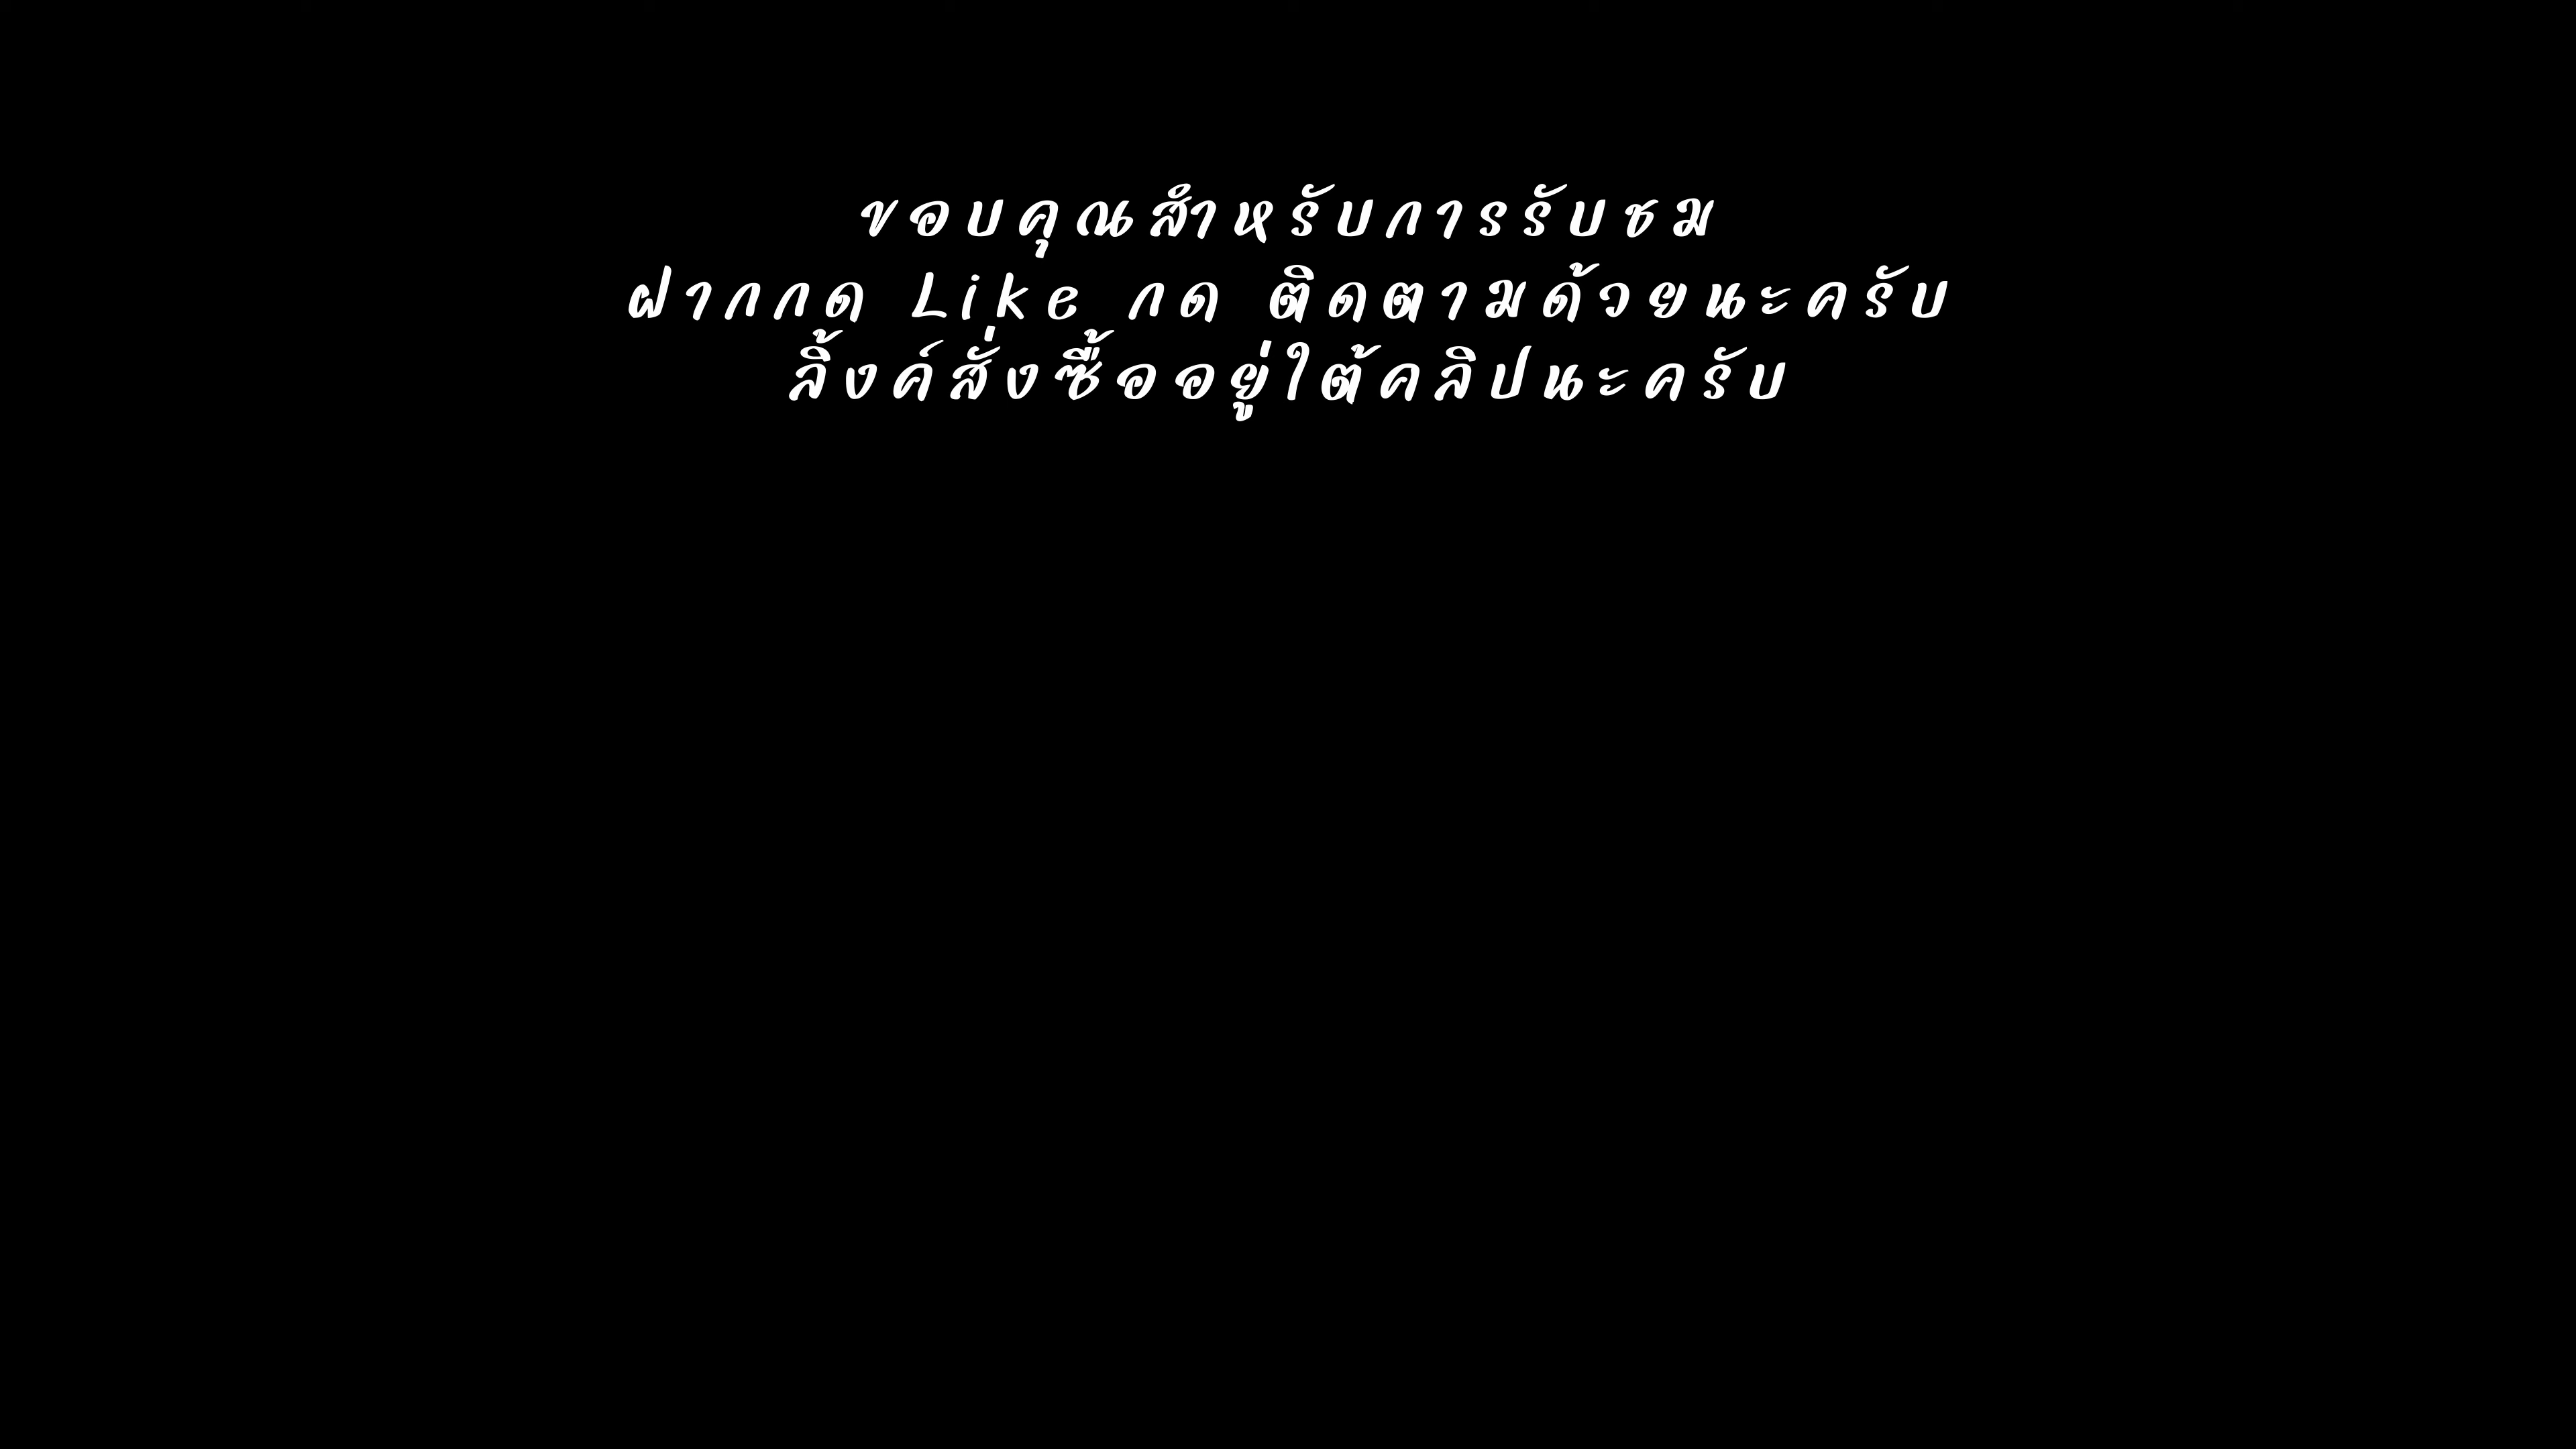 ขอบคุณสำหรับการรับชม
ฝากกด Like กด ติดตามด้วยนะครับ
ลิ้งค์สั่งซื้ออยู่ใต้คลิปนะครับ